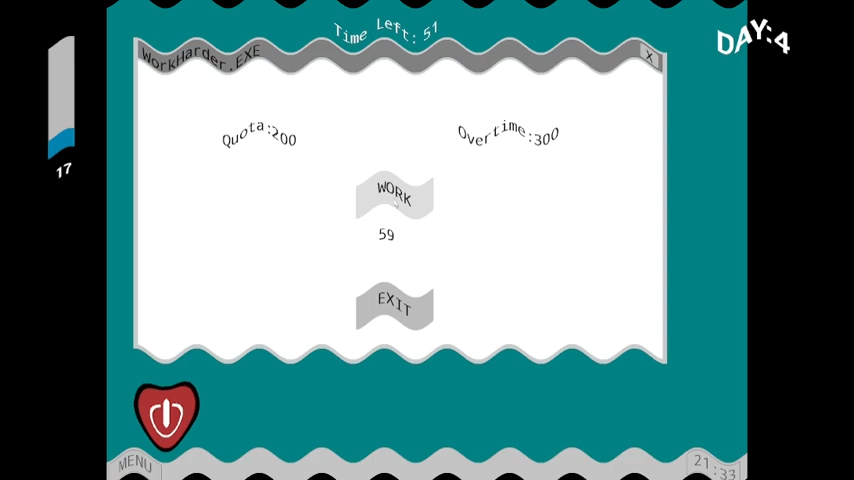 Time Left: 51
DAY:4
WorkHarder.EXE
X
Quota:200
Overtime:300
17
WORK
59
EXIT
MENU
21:33